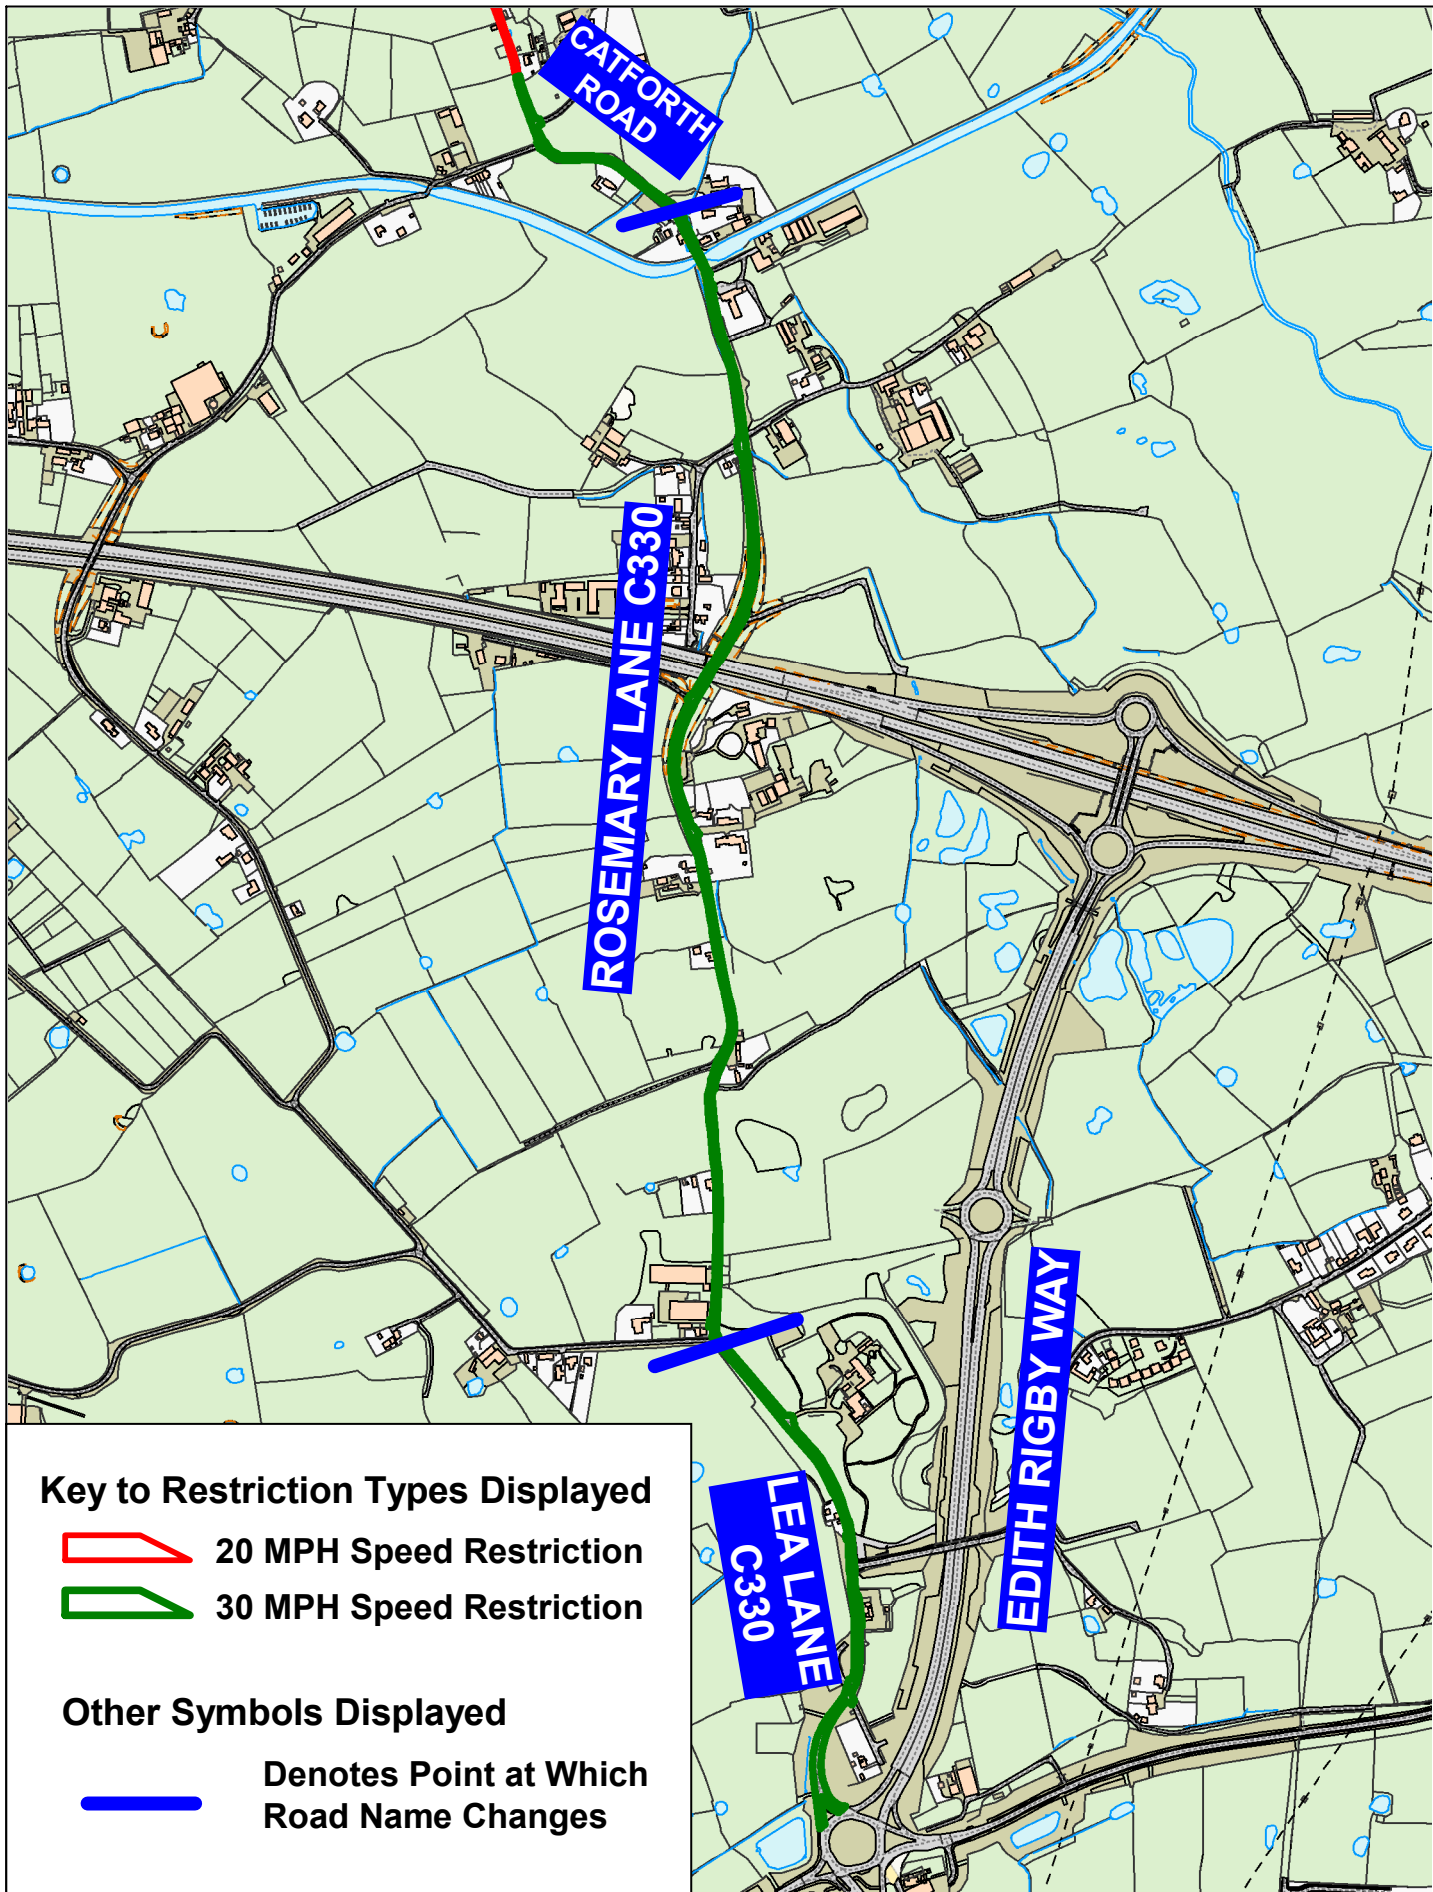 CATFORTH
ROAD
ROSEMARY LANE C330
EDITH RIGBY WAY
LEA LANE
C330
Key to Restriction Types Displayed
20 MPH Speed Restriction
30 MPH Speed Restriction
Other Symbols Displayed
Denotes Point at Which
Road Name Changes